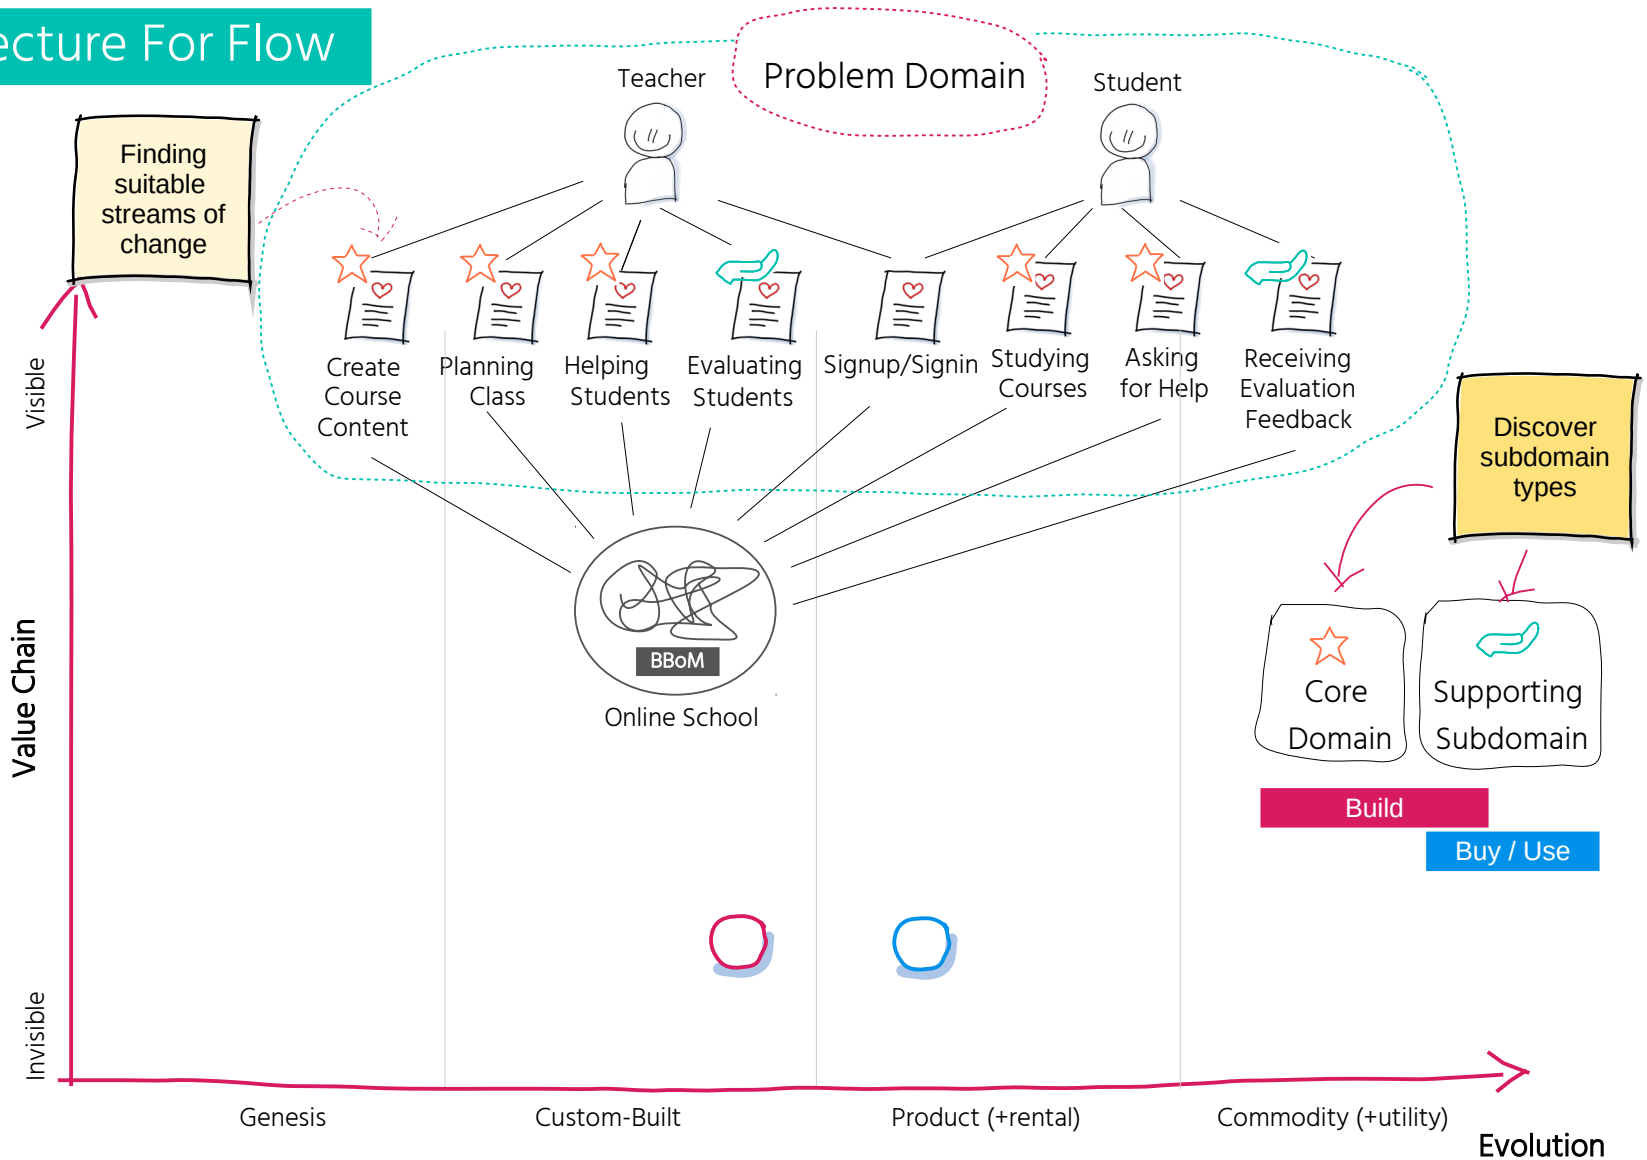 ecture For Flow
Problem Domain
Teacher
Student
Finding
suitable
streams of
change
Create
Course
Content
Planning
Class
Helping
Students
Evaluating
Students
Signup/Signin
Studying
Courses
Asking
for Help
Receiving
Evaluation
Feedback
Discover
subdomain
types
BBoM
Online School
Core
Domain
Supporting
Subdomain
Build
Buy / Use
Visible
Value Chain
Invisible
Genesis
Custom-Built
Product (+rental)
Commodity (+utility)
Evolution